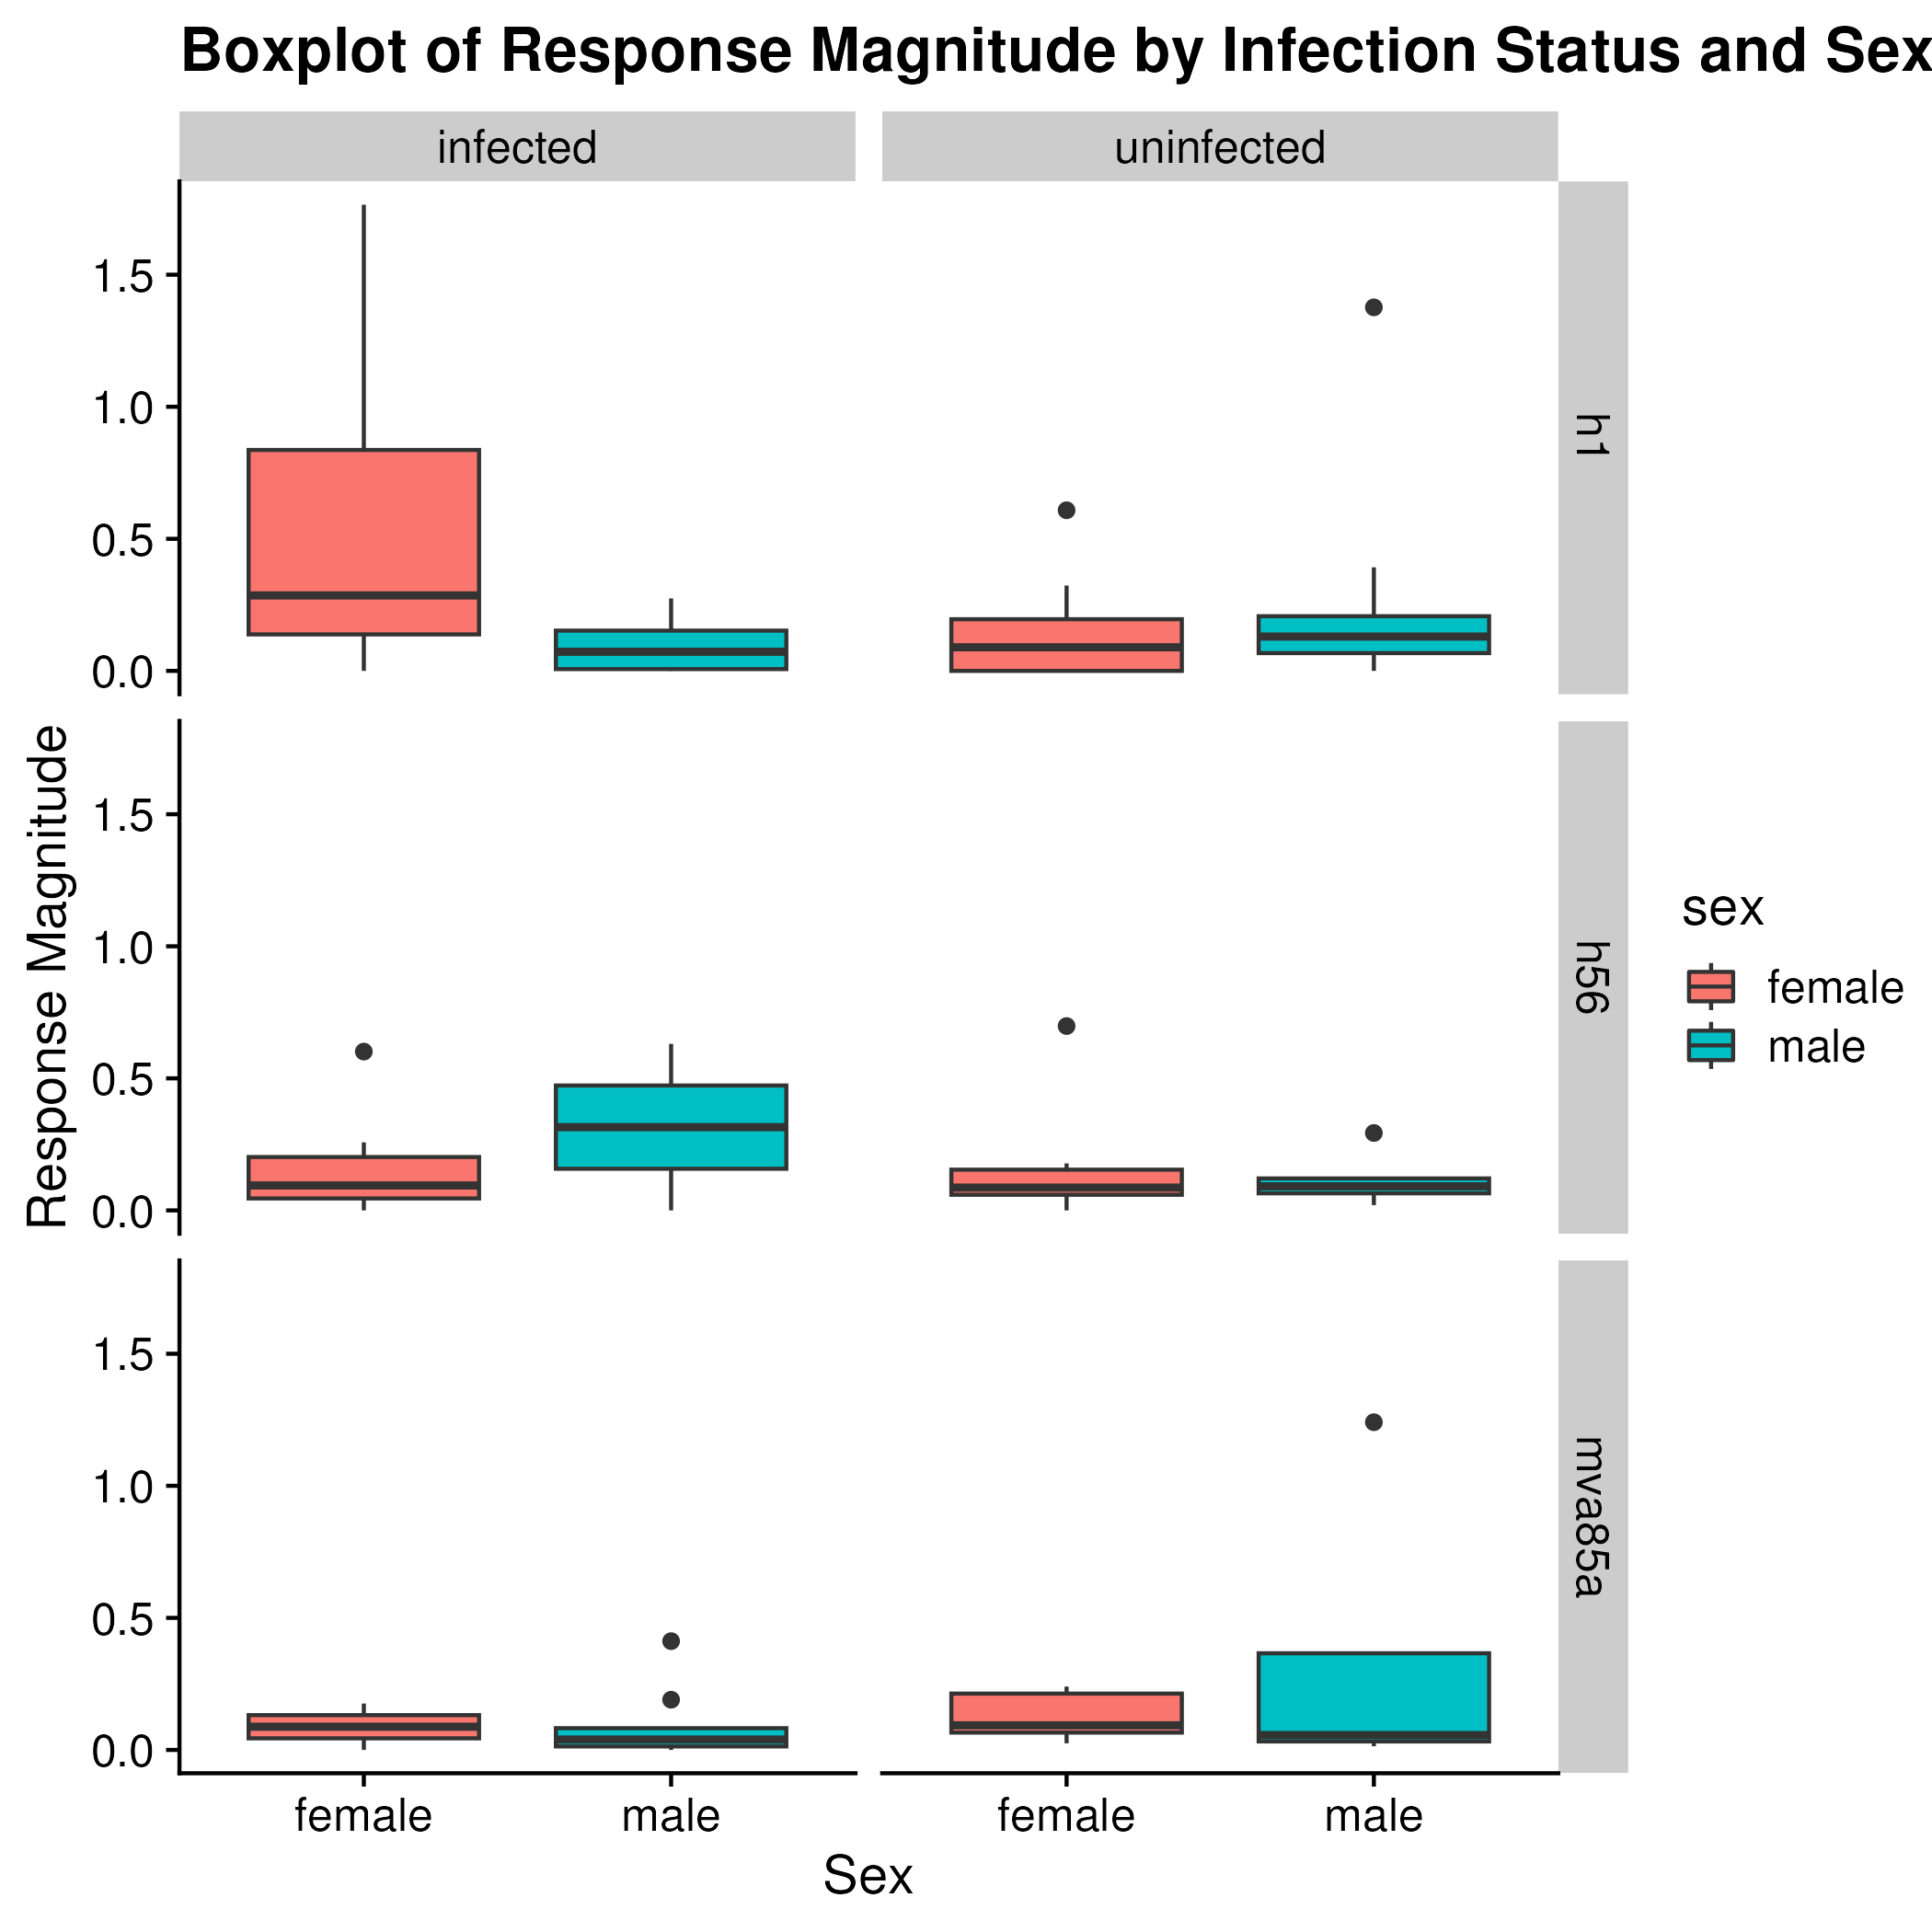 Boxplot of Response Magnitude by Infection Status and Sex
infected
uninfected
1.5
1.0
0.5
0.0
h1
Response Magnitude
1.5
1.0
0.5
0.0
h56
1.5
1.0
0.5
0.0
mva85a
female
male
female
male
Sex
sex
female
male